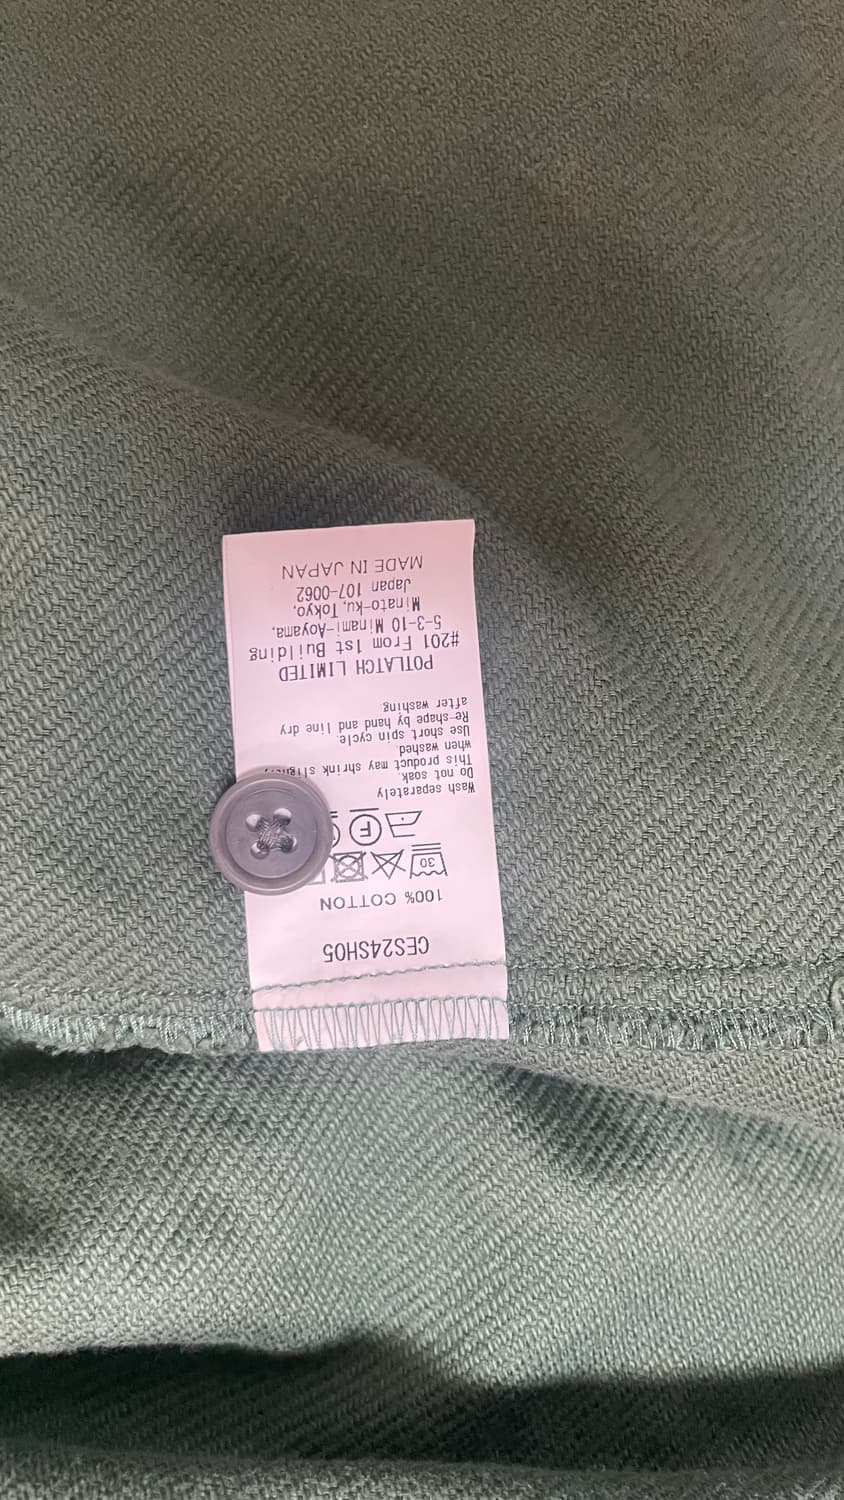 CES24SH05
100% COTTON
30
F
Wash separately
Do not soak.
This product may shrink
when washed.
Use short spin cycle.
Re-shape by hand and line dry
after washing.
POTLATCH LIMITED
#201 From 1st Building
5-3-10 Minami-Aoyama,
Minato-ku, Tokyo,
Japan 107-0062
MADE IN JAPAN